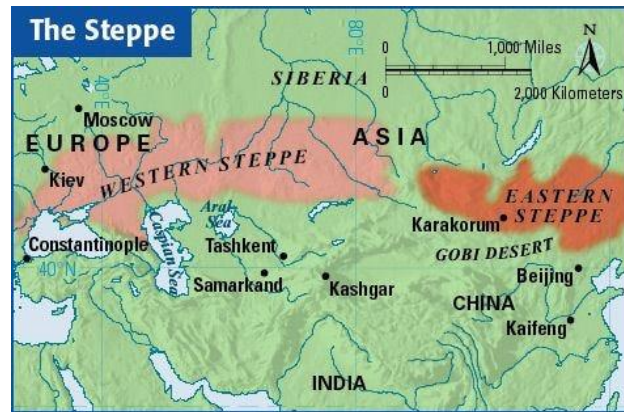 The Steppe
80°E
N
0
1,000 Miles
0
2,000 Kilometers
SIBERIA
40°E
Moscow
EUROPE
ASIA
WESTERN STEPPE
Kiev
EASTERN
STEPPE
Aral
Sea
Karakorum
Caspian Sea
Constantinople
Tashkent
GOBI DESERT
40°N
Samarkand
Kashgar
Beijing
CHINA
Kaifeng
INDIA